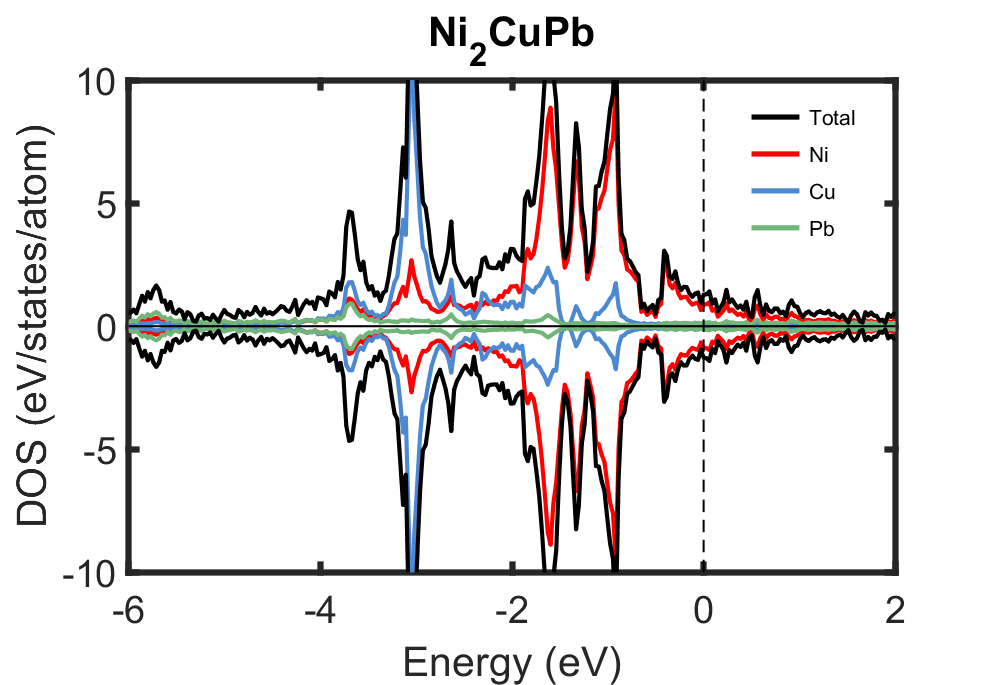 Ni₂CuPb
10
5
0
-5
-10
DOS (eV/states/atom)
Total
Ni
Cu
Pb
-6
-4
-2
0
2
Energy (eV)